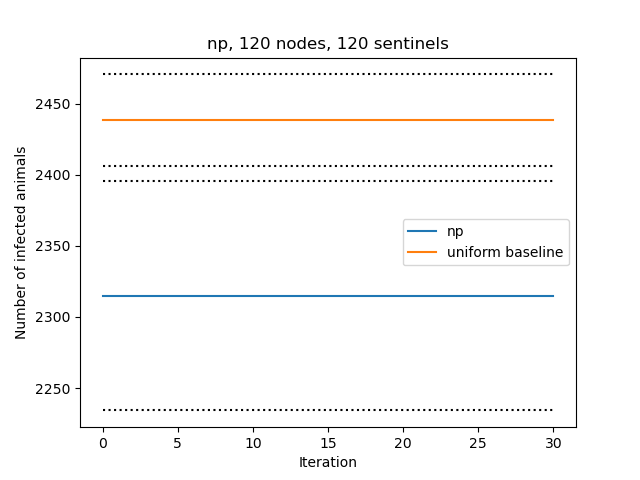 np, 120 nodes, 120 sentinels
Number of infected animals
2450
2400
2350
2300
2250
np
uniform baseline
0 5 10 15 20 25 30
Iteration